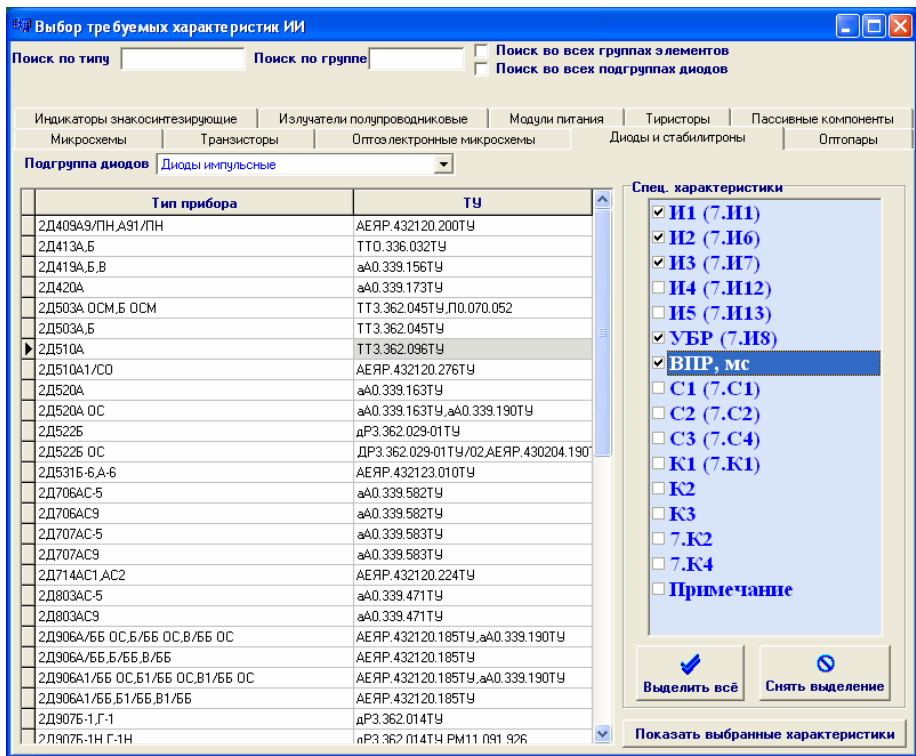 Выбор требуемых характеристик ИИ
Поиск по типу Поиск по группе Поиск во всех группах элементов
Поиск во всех подгруппах диодов
Индикаторы знакосинтезирующие Излучатели полупроводниковые Модули питания Тиристоры Пассивные компоненты
Микросхемы Транзисторы Оптоэлектронные микросхемы Диоды и стабилитроны Оптопары
Подгруппа диодов Диоды импульсные
Тип прибора ТУ
2Д409А9/ПН,А91/ПН АЕЯР.432120.200ТУ
2Д413А,Б ТТ0.336.032ТУ
2Д419А,Б,В аА0.339.156ТУ
2Д420А аА0.339.173ТУ
2Д503А ОСМ,Б ОСМ ТТ3.362.045ТУ,П0.070.052
2Д503А,Б ТТ3.362.045ТУ
2Д510А ТТ3.362.096ТУ
2Д510А1/СО АЕЯР.432120.276ТУ
2Д520А аА0.339.163ТУ
2Д520А ОС аА0.339.163ТУ,аА0.339.190ТУ
2Д522Б дР3.362.029-01ТУ
2Д522Б ОС ДР3.362.029-01ТУ/02,АЕЯР.430204.190
2Д531Б-6,А-6 АЕЯР.432123.010ТУ
2Д706АС-5 аА0.339.582ТУ
2Д706АС9 аА0.339.582ТУ
2Д707АС-5 аА0.339.583ТУ
2Д707АС9 аА0.339.583ТУ
2Д714АС1,АС2 АЕЯР.432120.224ТУ
2Д803АС-5 аА0.339.471ТУ
2Д803АС9 аА0.339.471ТУ
2Д906А/ББ ОС,Б/ББ ОС,В/ББ ОС АЕЯР.432120.185ТУ,аА0.339.190ТУ
2Д906А/ББ,Б/ББ,В/ББ АЕЯР.432120.185ТУ
2Д906А1/ББ ОС,Б1/ББ ОС,В1/ББ ОС АЕЯР.432120.185ТУ,аА0.339.190ТУ
2Д906А1/ББ,Б1/ББ,В1/ББ АЕЯР.432120.185ТУ
2Д907Б-1,Г-1 дР3.362.014ТУ
2Д907Б-1Н,Г-1Н дР3.362.014ТУ,РМ11.091.926
Спец. характеристики
И1 (7.И1)
И2 (7.И6)
И3 (7.И7)
И4 (7.И12)
И5 (7.И13)
УБР (7.И8)
ВПР, мс
С1 (7.С1)
С2 (7.С2)
С3 (7.С4)
К1 (7.К1)
К2
К3
7.К2
7.К4
Примечание
Выделить всё Снять выделение
Показать выбранные характеристики